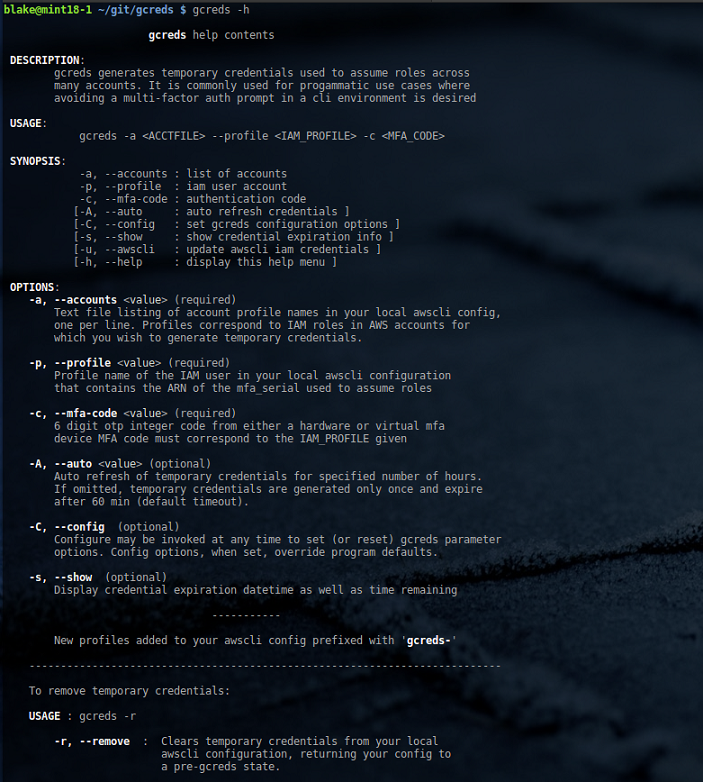 blake@mint18-1 ~/git/gcreds $ gcreds -h
gcreds help contents
DESCRIPTION:
gcreds generates temporary credentials used to assume roles across
many accounts. It is commonly used for progammatic use cases where
avoiding a multi-factor auth prompt in a cli environment is desired
USAGE:
gcreds -a <ACCTFILE> --profile <IAM_PROFILE> -c <MFA_CODE>
SYNOPSIS:
-a, --accounts : list of accounts
-p, --profile  : iam user account
-c, --mfa-code : authentication code
[-A, --auto     : auto refresh credentials ]
[-C, --config   : set gcreds configuration options ]
[-s, --show     : show credential expiration info ]
[-u, --awscli   : update awscli iam credentials ]
[-h, --help     : display this help menu ]
OPTIONS:
-a, --accounts <value> (required)
Text file listing of account profile names in your local awscli config,
one per line. Profiles correspond to IAM roles in AWS accounts for
which you wish to generate temporary credentials.
-p, --profile <value> (required)
Profile name of the IAM user in your local awscli configuration
that contains the ARN of the mfa_serial used to assume roles
-c, --mfa-code <value> (required)
6 digit otp integer code from either a hardware or virtual mfa
device MFA code must correspond to the IAM_PROFILE given
-A, --auto <value> (optional)
Auto refresh of temporary credentials for specified number of hours.
If omitted, temporary credentials are generated only once and expire
after 60 min (default timeout).
-C, --config  (optional)
Configure may be invoked at any time to set (or reset) gcreds parameter
options. Config options, when set, override program defaults.
-s, --show  (optional)
Display credential expiration datetime as well as time remaining
-----------
New profiles added to your awscli config prefixed with 'gcreds-'
---------------------------------------------------------------------------
To remove temporary credentials:
USAGE : gcreds -r
-r, --remove  :  Clears temporary credentials from your local
awscli configuration, returning your config to
a pre-gcreds state.